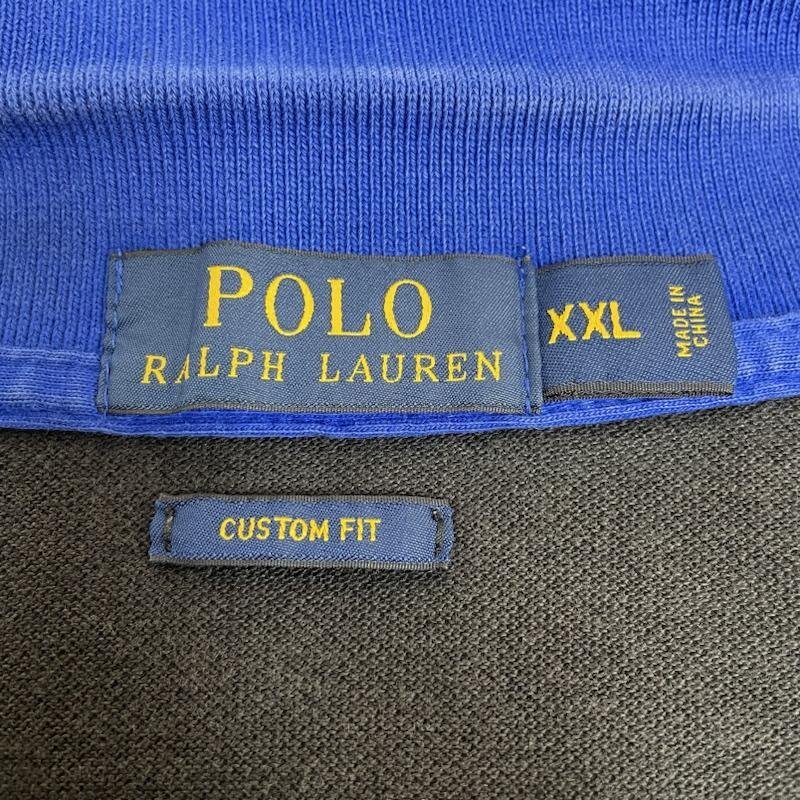 POLO
RALPH LAUREN
XXL
MADE IN
CHINA
CUSTOM FIT